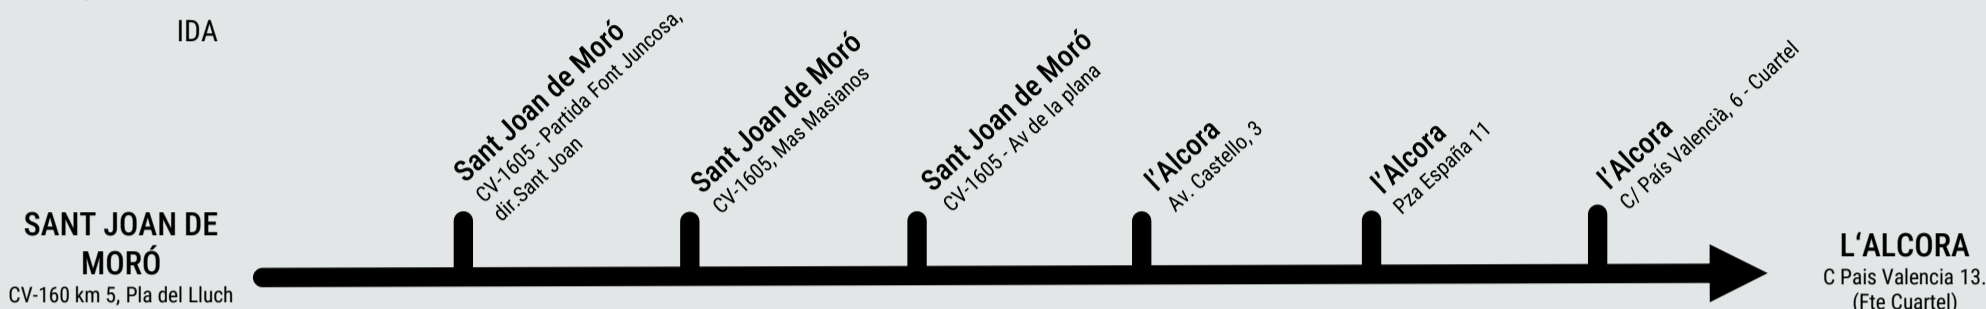 IDA
SANT JOAN DE
MORÓ
CV-160 km 5, Pla del Lluch
Sant Joan de Moró
CV-1605 - Partida Font Juncosa,
dir.Sant Joan
Sant Joan de Moró
CV-1605, Mas Masianos
Sant Joan de Moró
CV-1605 - Av de la plana
l'Alcora
Av. Castello, 3
l'Alcora
Pza España 11
l'Alcora
C/ País Valencià, 6 - Cuartel
L‘ALCORA
C Pais Valencia 13.
(Fte Cuartel)